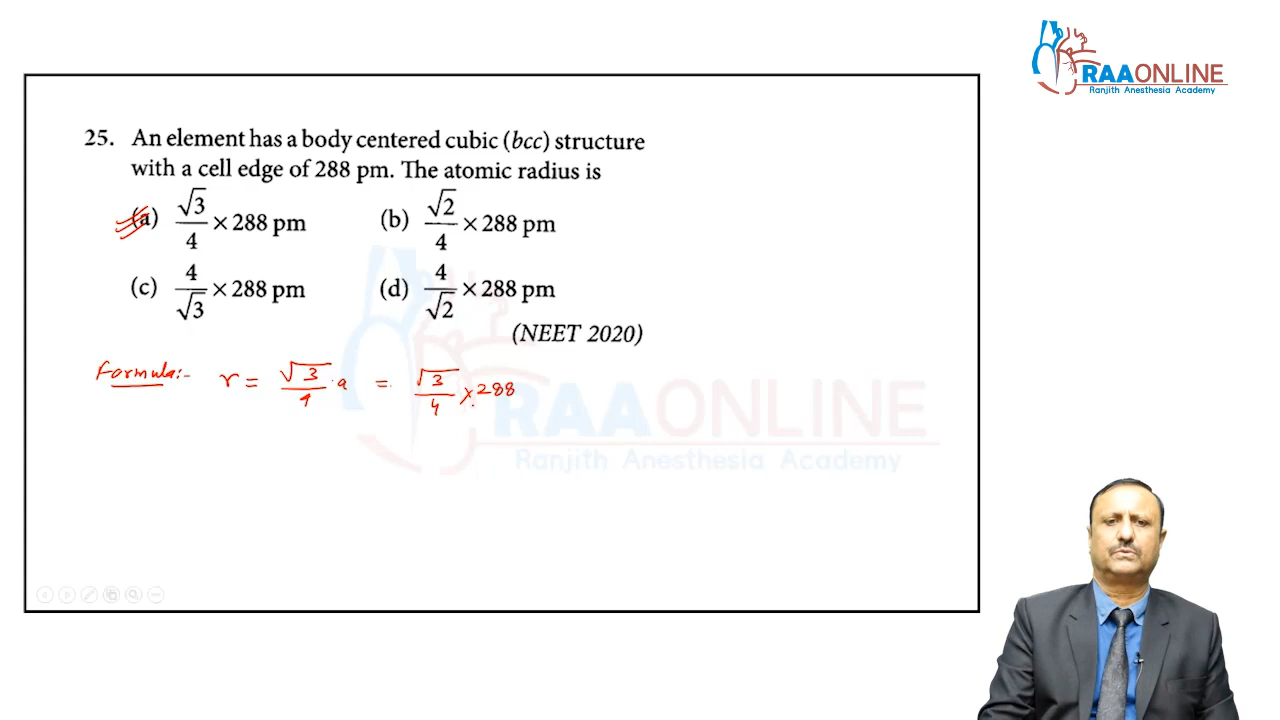 RAAONLINE
Ranjith Anesthesia Academy
25. An element has a body centered cubic (bcc) structure
with a cell edge of 288 pm. The atomic radius is
(a) √3/4 × 288 pm (b) √2/4 × 288 pm
(c) 4/√3 × 288 pm (d) 4/√2 × 288 pm
(NEET 2020)
Formula:- r = √3/4 · a = √3/4 × 288
RAAONLINE
Ranjith Anesthesia Academy